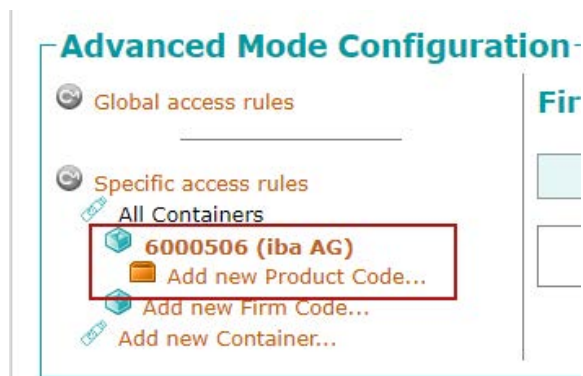 Advanced Mode Configuration
Global access rules
Fir
Specific access rules
All Containers
6000506 (iba AG)
Add new Product Code...
Add new Firm Code...
Add new Container...